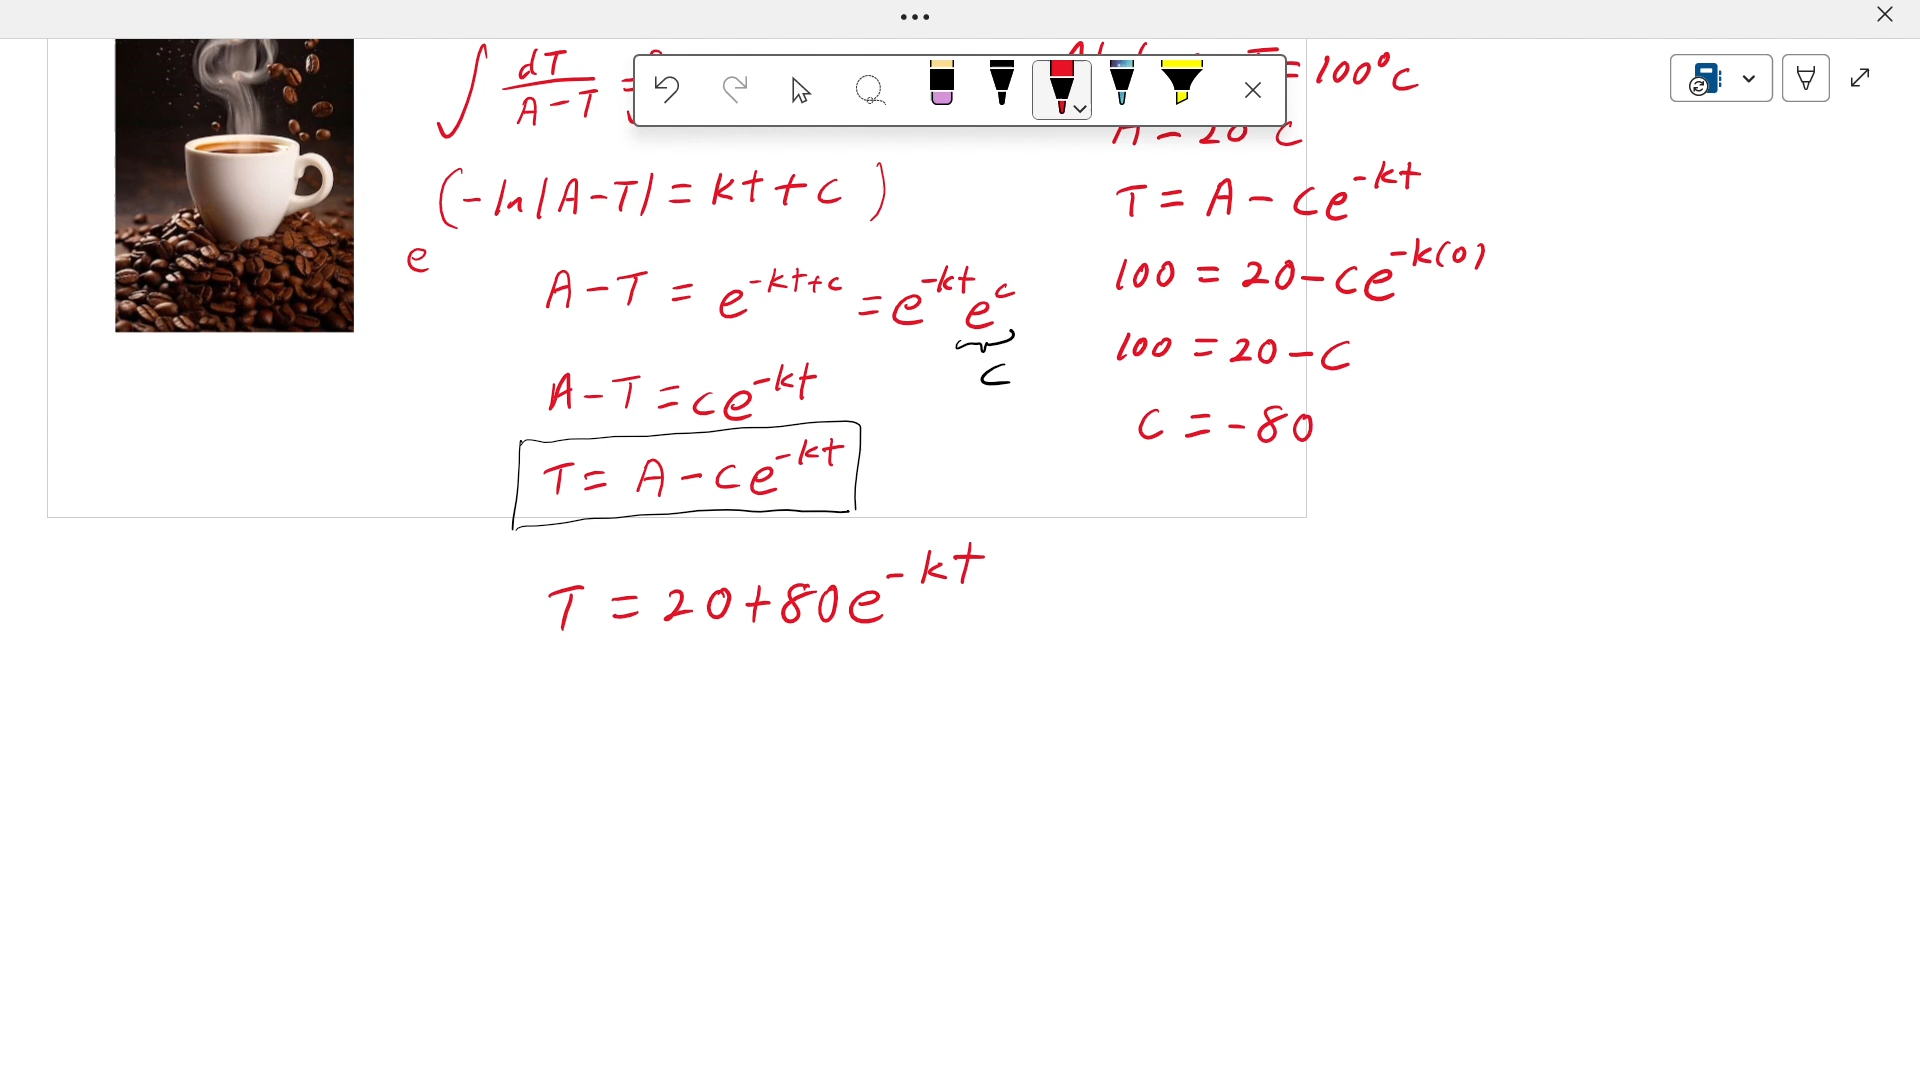 ∫ dT/(A-T) =
= 100°C
A = 20 C
(-ln|A-T| = kt + c )
T = A - ce^-kt
e
A-T = e^-kt+c = e^-kt e^c
100 = 20 - ce^-k(0)
c
100 = 20 - C
A-T = ce^-kt
C = -80
T = A - ce^-kt
T = 20+80e^-kt